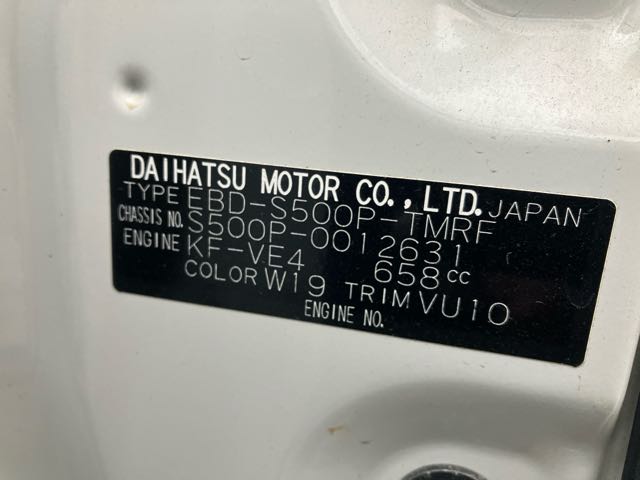 DAIHATSU MOTOR CO., LTD. JAPAN
TYPE EBD-S500P-TMRF
CHASSIS NO. S500P-0012631
ENGINE KF-VE4 658cc
COLOR W19 TRIM VU10
ENGINE NO.